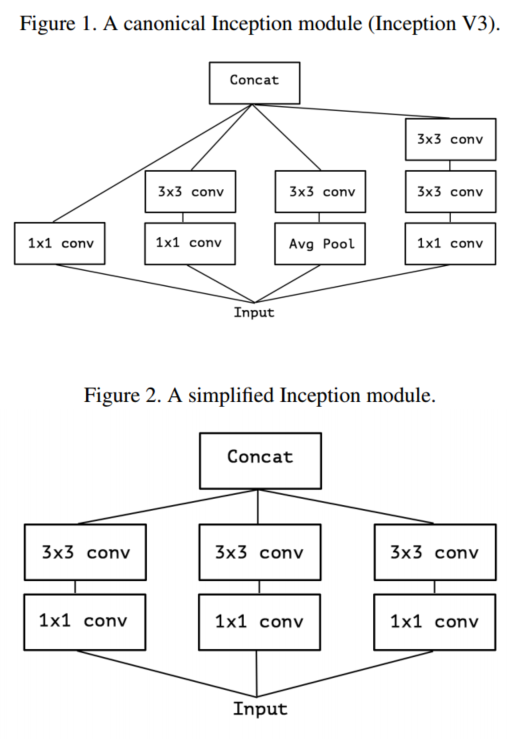 Figure 1. A canonical Inception module (Inception V3).
Concat
3x3 conv
3x3 conv 3x3 conv 3x3 conv
1x1 conv 1x1 conv Avg Pool 1x1 conv
Input
Figure 2. A simplified Inception module.
Concat
3x3 conv 3x3 conv 3x3 conv
1x1 conv 1x1 conv 1x1 conv
Input